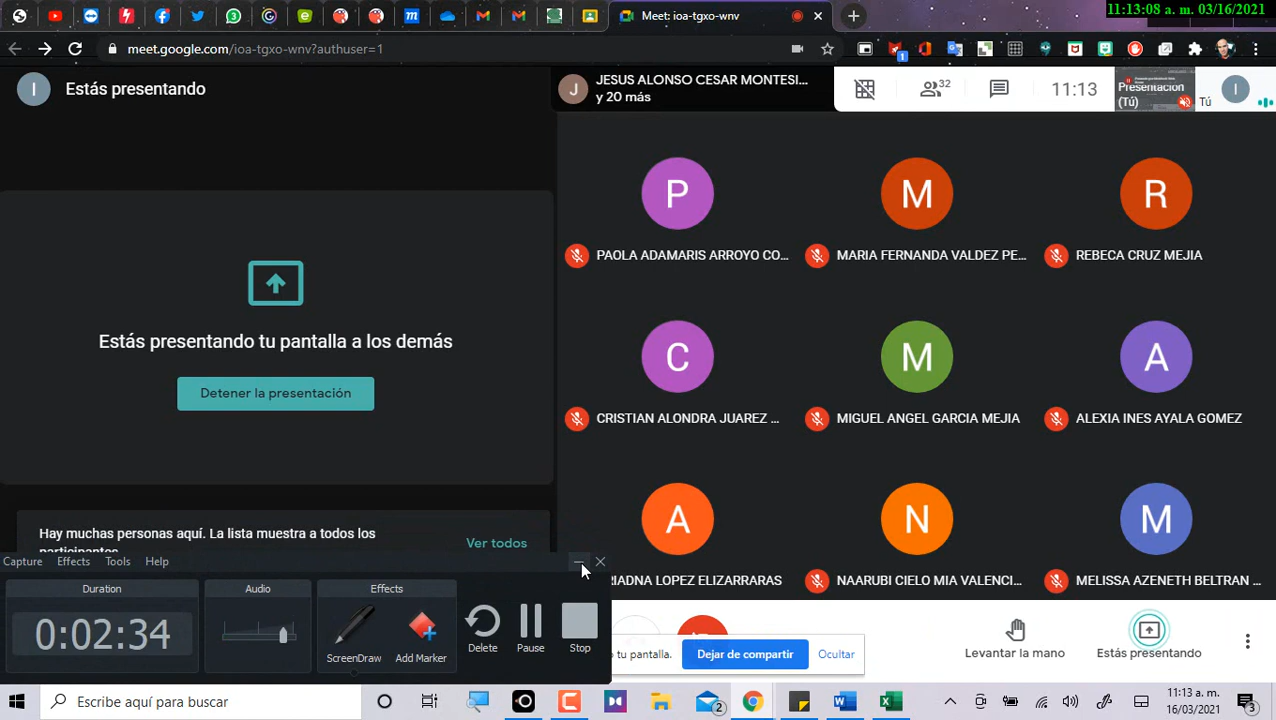 Meet: ioa-tgxo-wnv
11:13:08 a. m. 03/16/2021
meet.google.com/ioa-tgxo-wnv?authuser=1
I
Estás presentando
J
JESUS ALONSO CESAR MONTESI...
y 20 más
32
11:13
Presentación
(Tú)
Tú
I
P
M
R
PAOLA ADAMARIS ARROYO CO...
MARIA FERNANDA VALDEZ PE...
REBECA CRUZ MEJIA
Estás presentando tu pantalla a los demás
Detener la presentación
C
M
A
CRISTIAN ALONDRA JUAREZ ...
MIGUEL ANGEL GARCIA MEJIA
ALEXIA INES AYALA GOMEZ
A
N
M
Hay muchas personas aquí. La lista muestra a todos los
participantes
Ver todos
LOPEZ ELIZARRARAS
NAARUBI CIELO MIA VALENCI...
MELISSA AZENETH BELTRAN ...
Capture Effects Tools Help
Duration
Audio
Effects
0:02:34
ScreenDraw
Add Marker
Delete
Pause
Stop
tu pantalla.
Dejar de compartir
Ocultar
Levantar la mano
Estás presentando
Escribe aquí para buscar
2
11:13 a. m.
16/03/2021
3